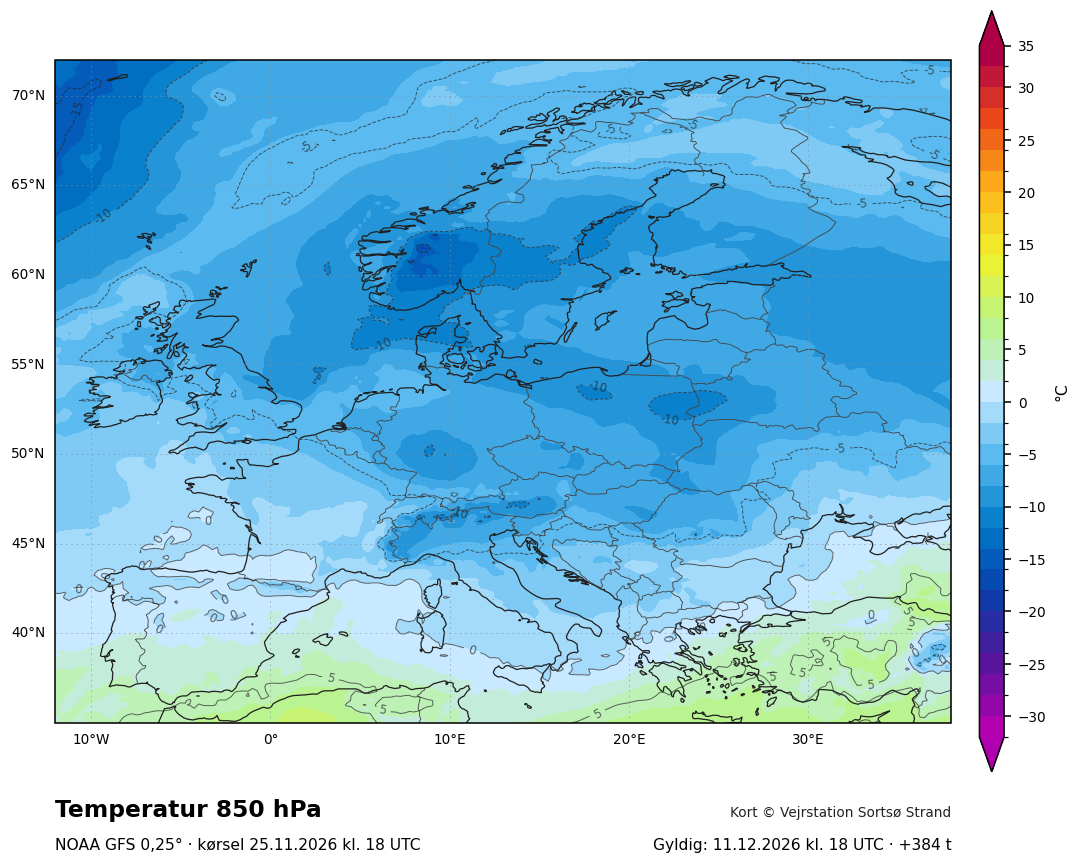 70°N
65°N
60°N
55°N
50°N
45°N
40°N
10°W
0°
10°E
20°E
30°E
35
30
25
20
15
10
5
0
−5
−10
−15
−20
−25
−30
°C
Temperatur 850 hPa
Kort © Vejrstation Sortsø Strand
NOAA GFS 0,25° · kørsel 25.11.2026 kl. 18 UTC
Gyldig: 11.12.2026 kl. 18 UTC · +384 t